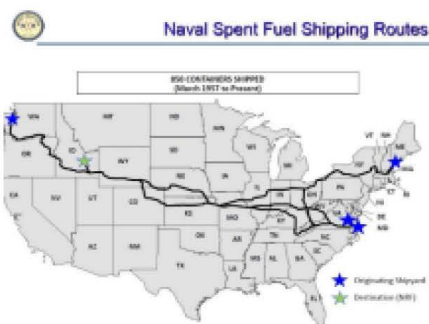 Naval Spent Fuel Shipping Routes
850 CONTAINERS SHIPPED
(March 1957 to Present)
WA
MT
ND
MN
VT
NH
ME
OR
ID
WY
SD
WI
MI
NY
MA
CT
RI
NE
IA
IL
IN
OH
PA
NJ
DE
MD
CA
NV
UT
CO
KS
MO
KY
VA
AZ
NM
OK
AR
TN
NC
SC
TX
LA
MS
AL
GA
FL
Originating Shipyard
Destination (NRF)